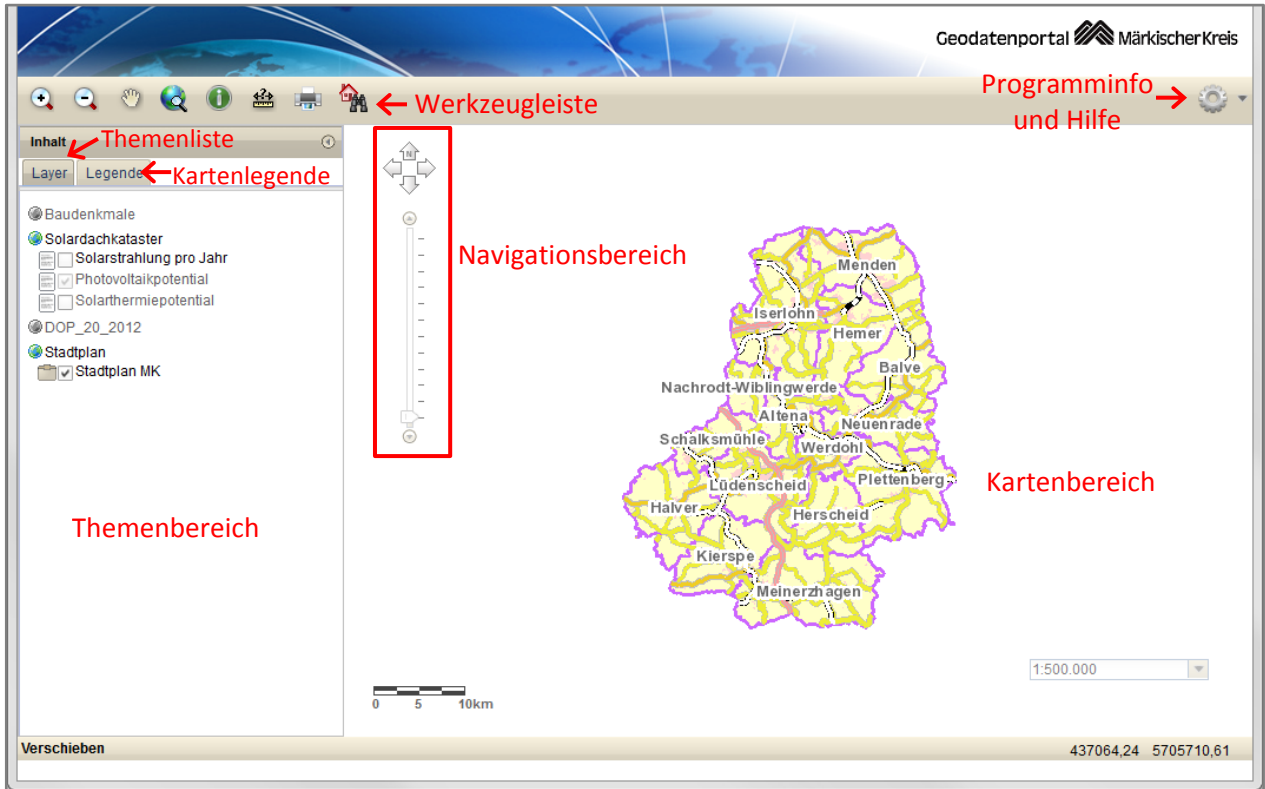 Geodatenportal MärkischerKreis
Werkzeugleiste
Programminfo
und Hilfe
Inhalt
Themenliste
Layer
Legende
Kartenlegende
Baudenkmale
Solardachkataster
Solarstrahlung pro Jahr
Photovoltaikpotential
Solarthermiepotential
DOP_20_2012
Stadtplan
Stadtplan MK
Themenbereich
N
Navigationsbereich
Menden
Iserlohn
Hemer
Balve
Nachrodt-Wiblingwerde
Altena
Neuenrade
Schalksmühle
Werdohl
Lüdenscheid
Plettenberg
Halver
Herscheid
Kierspe
Meinerzhagen
Kartenbereich
1:500.000
0 5 10km
Verschieben
437064,24 5705710,61